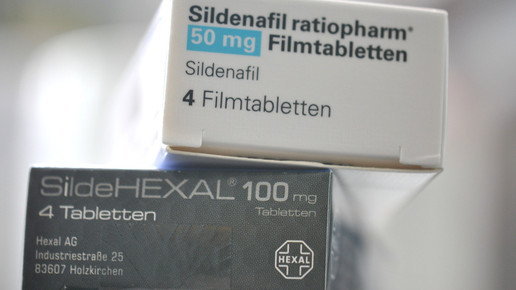 Sildenafil ratiopharm®
50 mg Filmtabletten
Sildenafil
4 Filmtabletten
SildeHEXAL® 100 mg
4 Tabletten Tabletten
Hexal AG
Industriestraße 25
83607 Holzkirchen
HEXAL